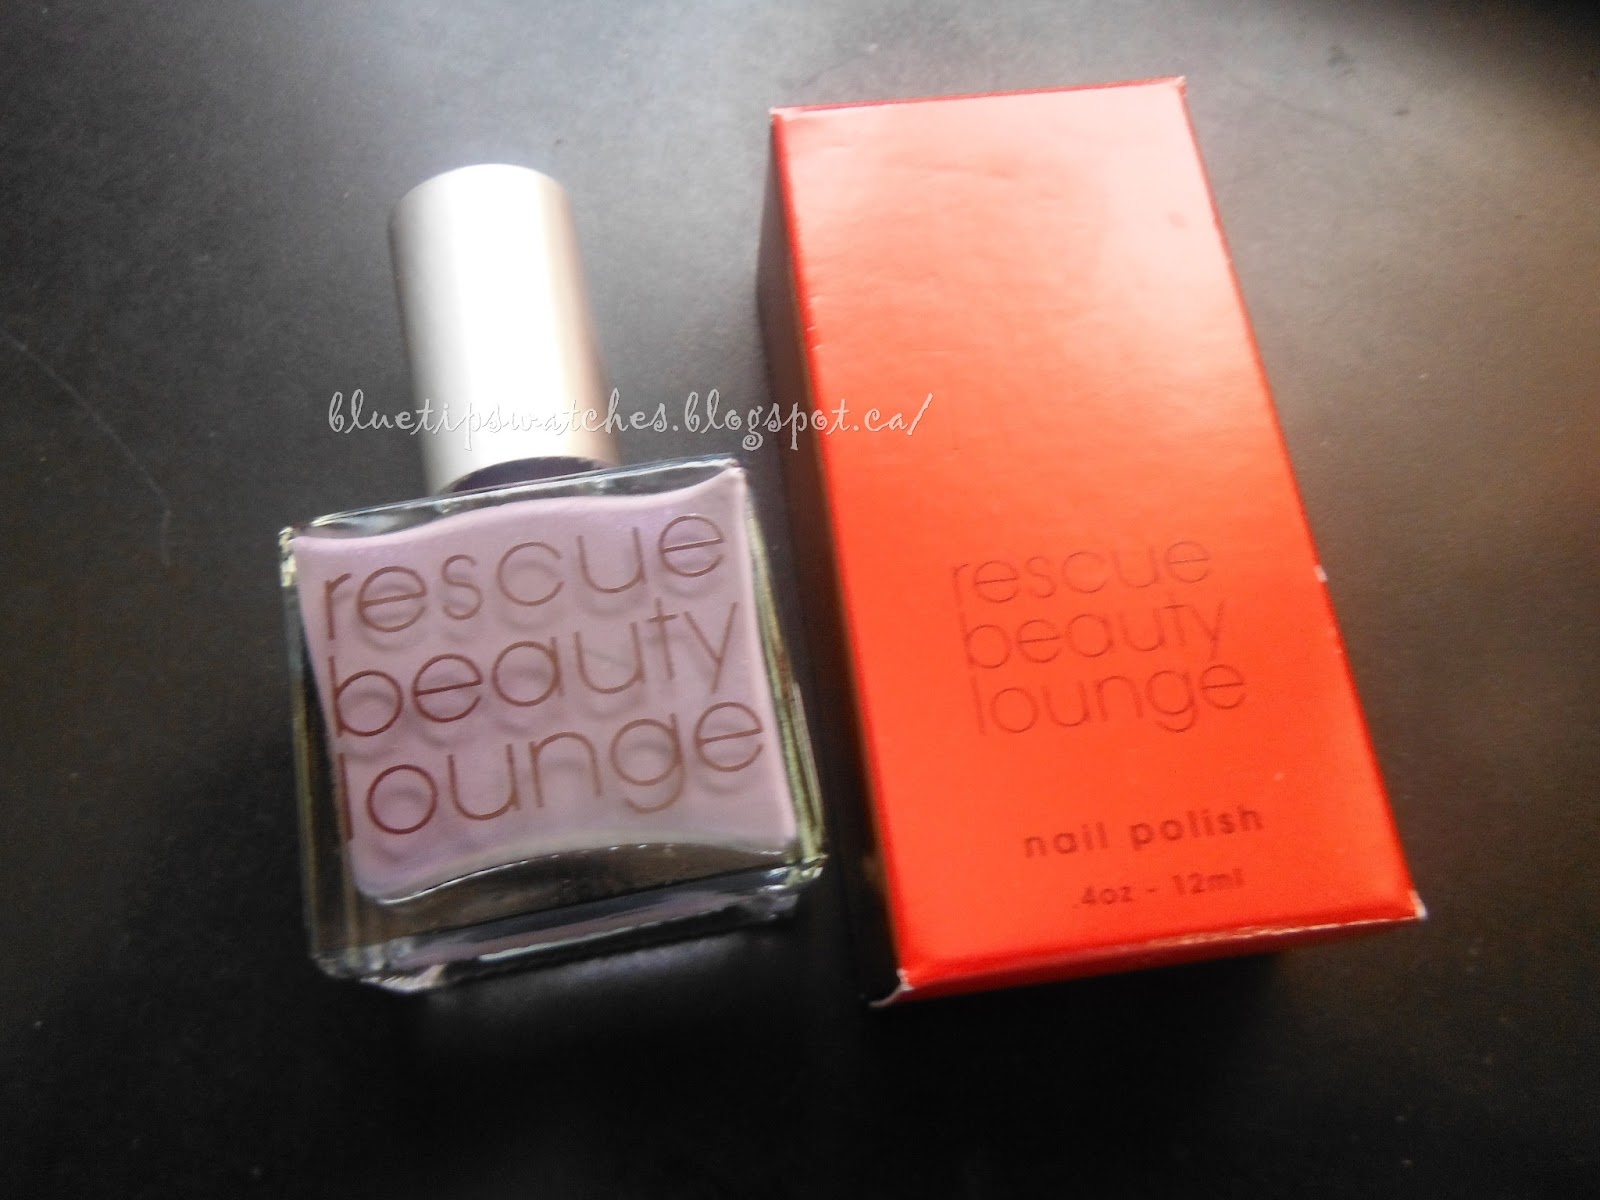 bluetipswatches.blogspot.ca/
rescue
beauty
lounge
rescue
beauty
lounge
nail polish
.4oz - 12ml